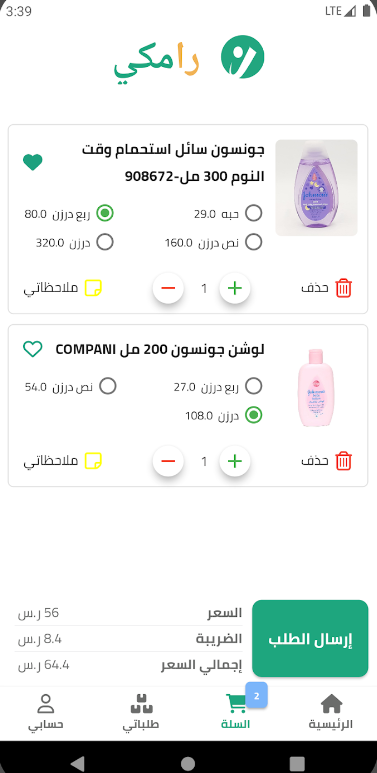 3:39 LTE
رامكي
جونسون سائل استحمام وقت
النوم 300 مل-908672
حبه 29.0 ربع درزن 80.0
نص درزن 160.0 درزن 320.0
حذف 1 ملاحظاتي
لوشن جونسون 200 مل COMPANI
ربع درزن 27.0 نص درزن 54.0
درزن 108.0
حذف 1 ملاحظاتي
إرسال الطلب
السعر 56 ر.س
الضريبة 8.4 ر.س
إجمالي السعر 64.4 ر.س
2
الرئيسية السلة طلباتي حسابي